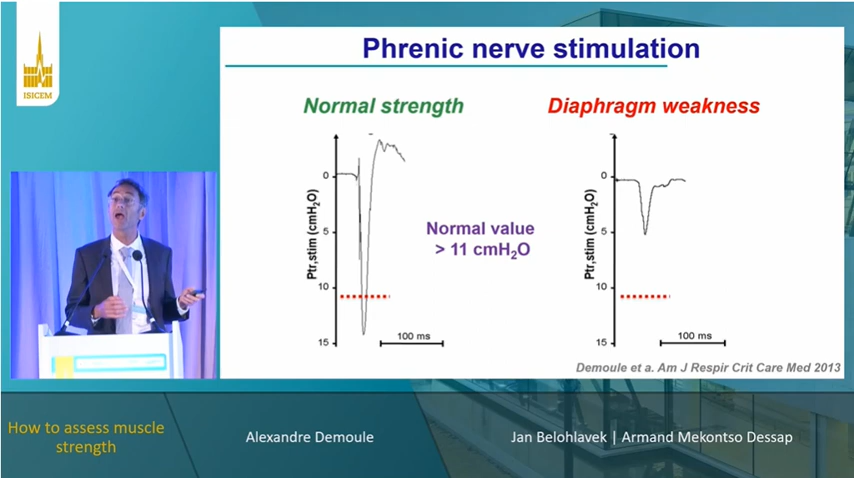 ISICEM
Phrenic nerve stimulation
Normal strength
Diaphragm weakness
Ptr,stim (cmH2O)
0
5
10
15
100 ms
Normal value
> 11 cmH2O
Ptr,stim (cmH2O)
0
5
10
15
100 ms
Demoule et a. Am J Respir Crit Care Med 2013
How to assess muscle
strength
Alexandre Demoule
Jan Belohlavek | Armand Mekontso Dessap